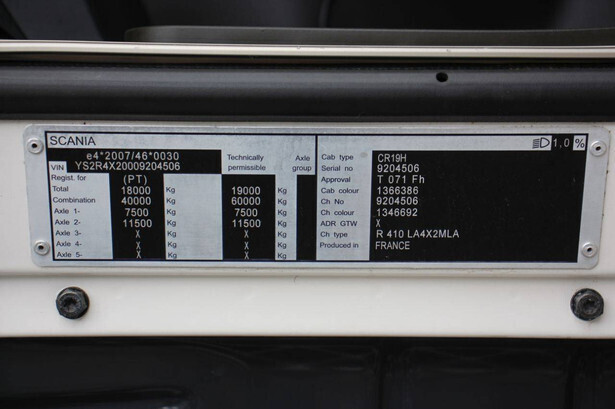 SCANIA 1,0 %
e4*2007/46*0030
VIN YS2R4X20009204506
Technically permissible
Axle group
Regist. for (PT)
Total 18000 Kg 19000 Kg
Combination 40000 Kg 60000 Kg
Axle 1- 7500 Kg 7500 Kg
Axle 2- 11500 Kg 11500 Kg
Axle 3- X Kg X Kg
Axle 4- X Kg X Kg
Axle 5- X Kg X Kg
Cab type CR19H
Serial no 9204506
Approval T 071 Fh
Cab colour 1366386
Ch No 9204506
Ch colour 1346692
ADR GTW X
Ch type R 410 LA4X2MLA
Produced in FRANCE